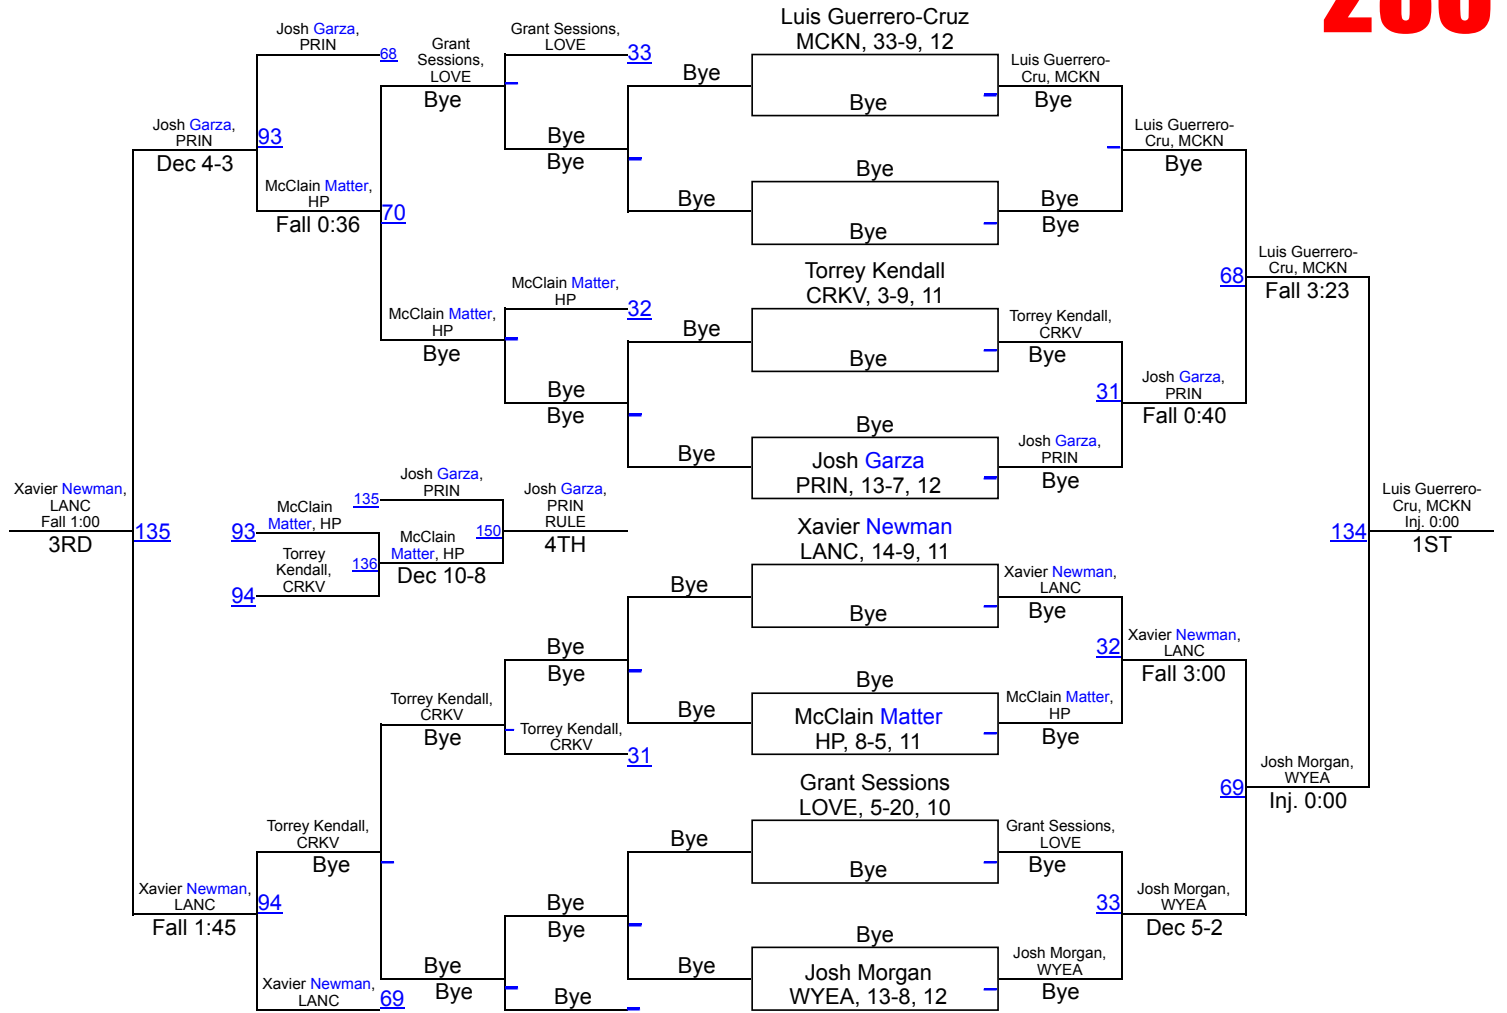 Luis Guerrero-Cruz
MCKN, 33-9, 12
Bye
Bye
Bye
Torrey Kendall
CRKV, 3-9, 11
Bye
Bye
Josh Garza
PRIN, 13-7, 12
Xavier Newman
LANC, 14-9, 11
Bye
Bye
McClain Matter
HP, 8-5, 11
Grant Sessions
LOVE, 5-20, 10
Bye
Bye
Josh Morgan
WYEA, 13-8, 12
Luis Guerrero-
Cru, MCKN
Bye
Bye
Bye
Torrey Kendall,
CRKV
Bye
Josh Garza,
PRIN
Bye
Xavier Newman,
LANC
Bye
McClain Matter,
HP
Bye
Grant Sessions,
LOVE
Bye
Josh Morgan,
WYEA
Bye
Luis Guerrero-
Cru, MCKN
Bye
31
Josh Garza,
PRIN
Fall 0:40
32
Xavier Newman,
LANC
Fall 3:00
33
Josh Morgan,
WYEA
Dec 5-2
68
Luis Guerrero-
Cru, MCKN
Fall 3:23
69
Josh Morgan,
WYEA
Inj. 0:00
134
Luis Guerrero-
Cru, MCKN
Inj. 0:00
1ST
Bye
Bye
Bye
Bye
Bye
Bye
Bye
Bye
Grant Sessions,
LOVE
33
Bye
Bye
McClain Matter,
HP
32
Bye
Bye
Bye
Bye
Torrey Kendall,
CRKV
31
Bye
Bye
Bye
Grant
Sessions,
LOVE
Bye
McClain Matter,
HP
Bye
Torrey Kendall,
CRKV
Bye
Bye
Bye
Josh Garza,
PRIN
68
McClain Matter,
HP
Fall 0:36
70
Torrey Kendall,
CRKV
Bye
Xavier Newman,
LANC
69
Josh Garza,
PRIN
Dec 4-3
93
Xavier Newman,
LANC
Fall 1:45
94
Xavier Newman,
LANC
Fall 1:00
3RD
135
93
McClain
Matter, HP
94
Torrey
Kendall,
CRKV
135
Josh Garza,
PRIN
136
McClain
Matter, HP
Dec 10-8
150
Josh Garza,
PRIN
RULE
4TH